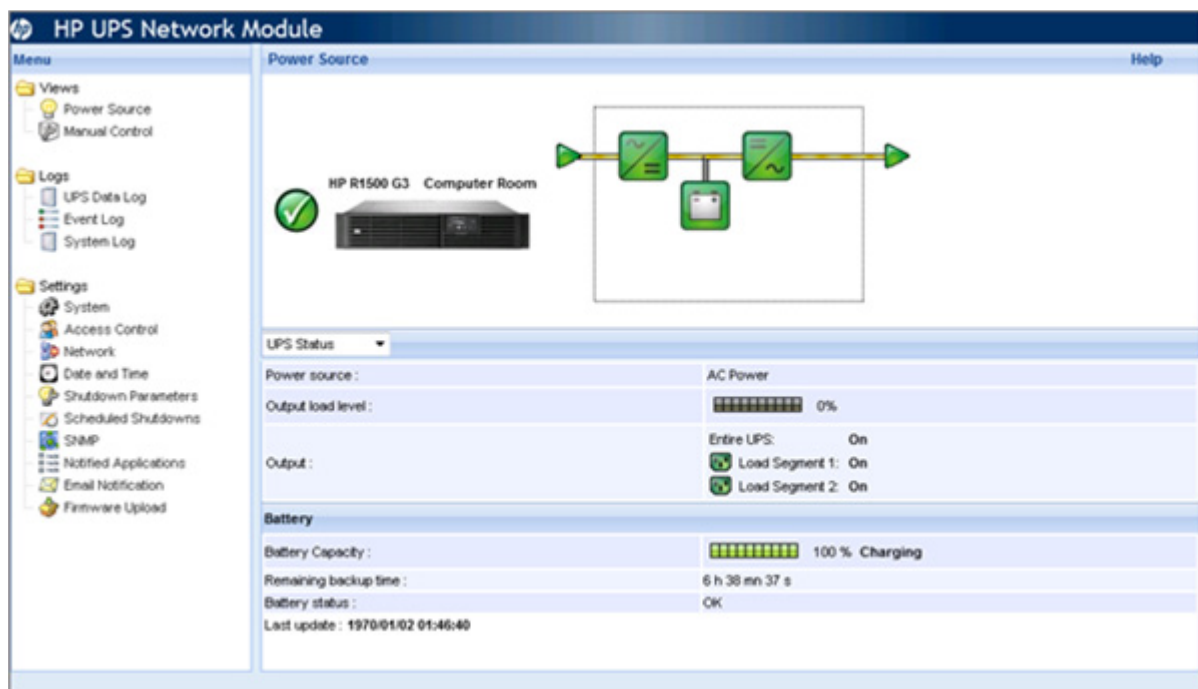 hp HP UPS Network Module
Menu
Views
Power Source
Manual Control
Logs
UPS Data Log
Event Log
System Log
Settings
System
Access Control
Network
Date and Time
Shutdown Parameters
Scheduled Shutdowns
SNMP
Notified Applications
Email Notification
Firmware Upload
Power Source Help
HP R1500 G3 Computer Room
UPS Status
Power source : AC Power
Output load level : 0%
Output :
Entire UPS: On
Load Segment 1: On
Load Segment 2: On
Battery
Battery Capacity : 100 % Charging
Remaining backup time : 6 h 38 mn 37 s
Battery status : OK
Last update : 1970/01/02 01:46:40